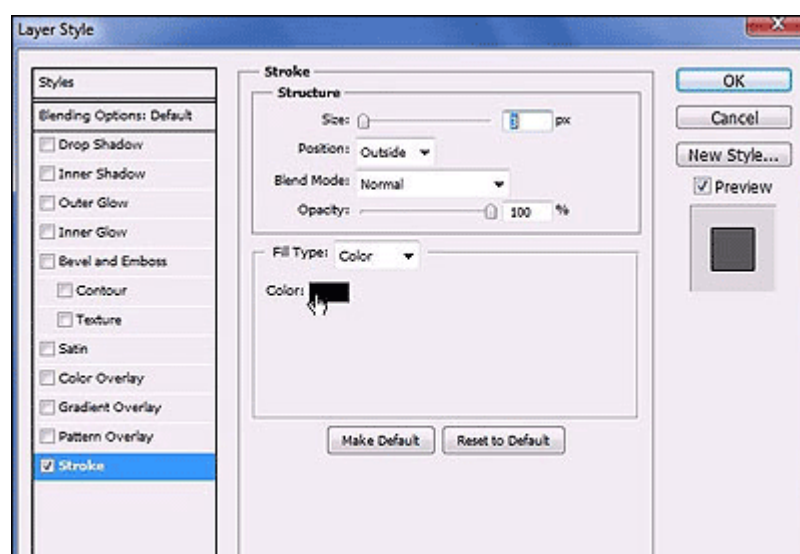 Layer Style
Styles
Blending Options: Default
Drop Shadow
Inner Shadow
Outer Glow
Inner Glow
Bevel and Emboss
Contour
Texture
Satin
Color Overlay
Gradient Overlay
Pattern Overlay
Stroke
Stroke
Structure
Size: 3 px
Position: Outside
Blend Mode: Normal
Opacity: 100 %
Fill Type: Color
Color:
Make Default Reset to Default
OK
Cancel
New Style...
Preview